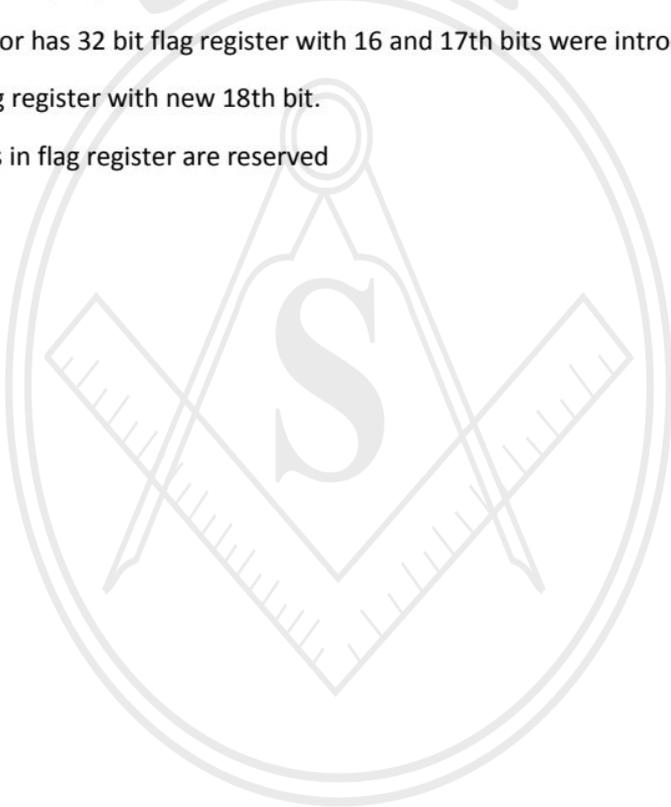 or has 32 bit flag register with 16 and 17th bits were intro
register with new 18th bit.
in flag register are reserved
S